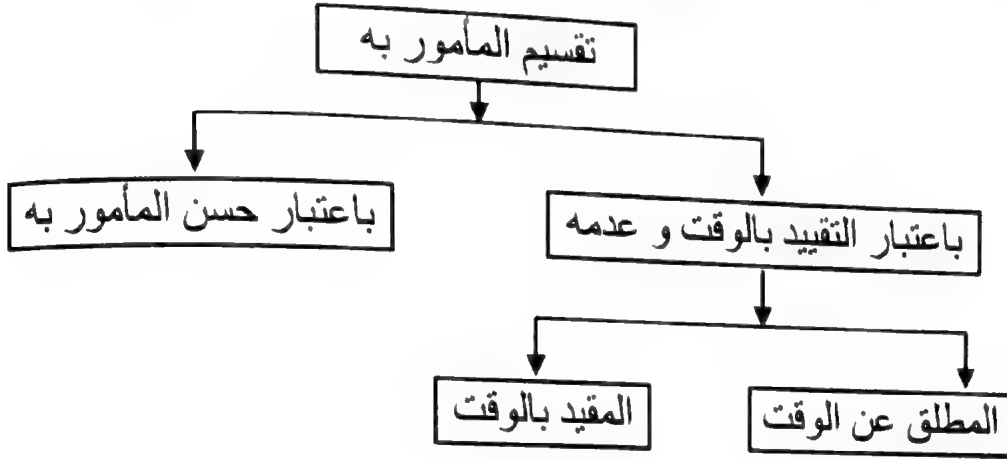 تقسيم المأمور به
باعتبار التقييد بالوقت و عدمه
باعتبار حسن المأمور به
المطلق عن الوقت
المقيد بالوقت